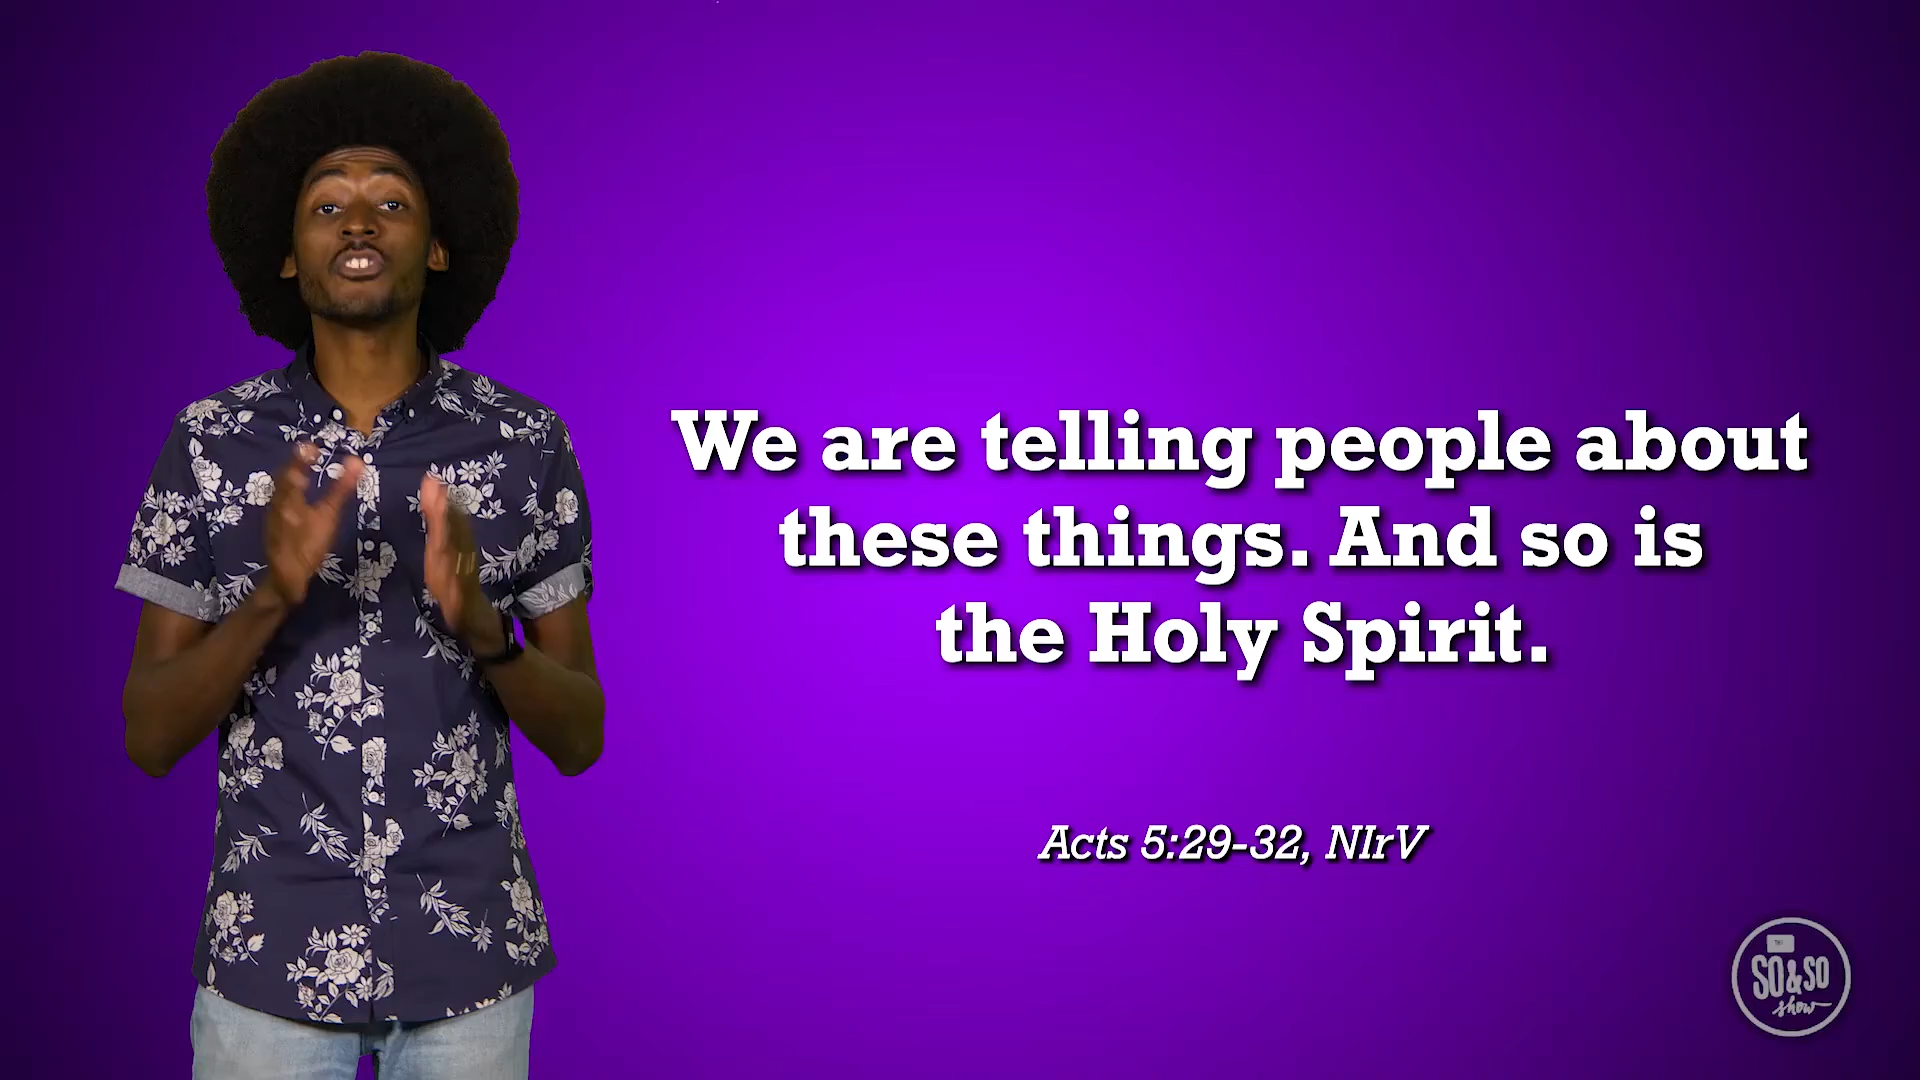 We are telling people about
these things. And so is
the Holy Spirit.
Acts 5:29-32, NIrV
SO&SO
show